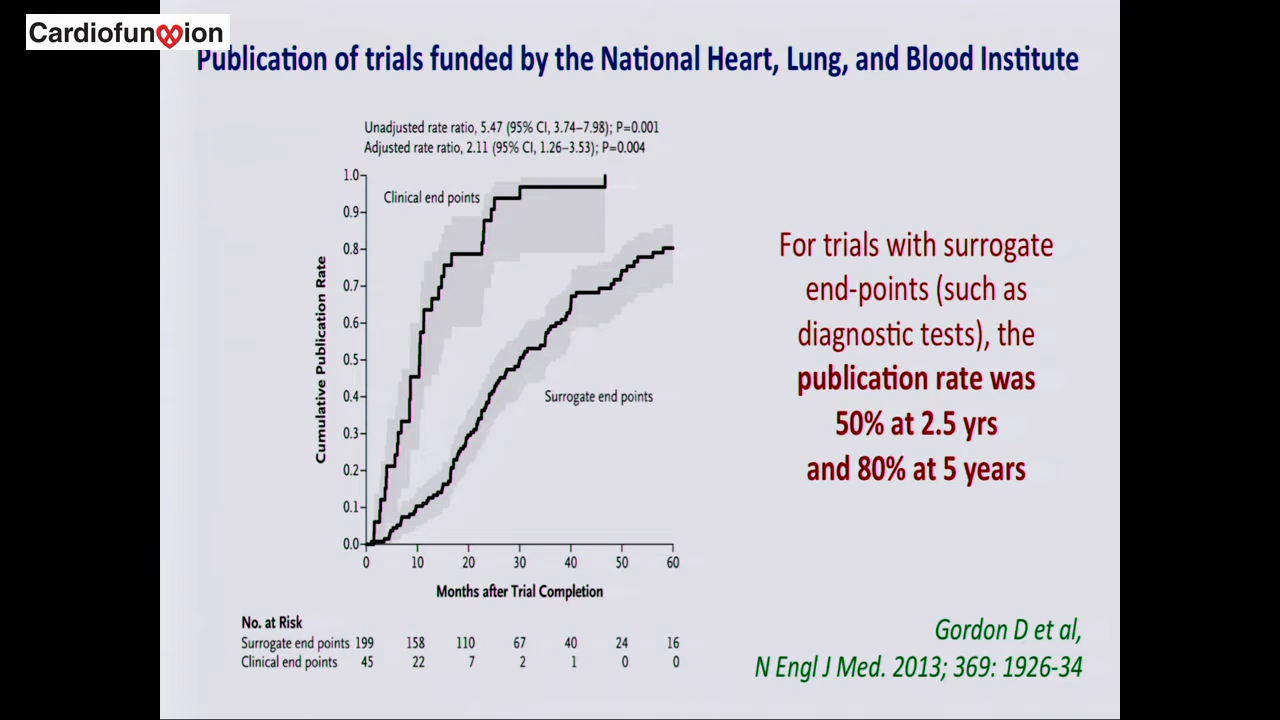 Cardiofunion
Publication of trials funded by the National Heart, Lung, and Blood Institute
Unadjusted rate ratio, 5.47 (95% CI, 3.74–7.98); P=0.001
Adjusted rate ratio, 2.11 (95% CI, 1.26–3.53); P=0.004
Cumulative Publication Rate
1.0
0.9
0.8
0.7
0.6
0.5
0.4
0.3
0.2
0.1
0.0
Clinical end points
Surrogate end points
0 10 20 30 40 50 60
Months after Trial Completion
No. at Risk
Surrogate end points 199 158 110 67 40 24 16
Clinical end points 45 22 7 2 1 0 0
For trials with surrogate
end-points (such as
diagnostic tests), the
publication rate was
50% at 2.5 yrs
and 80% at 5 years
Gordon D et al,
N Engl J Med. 2013; 369: 1926-34